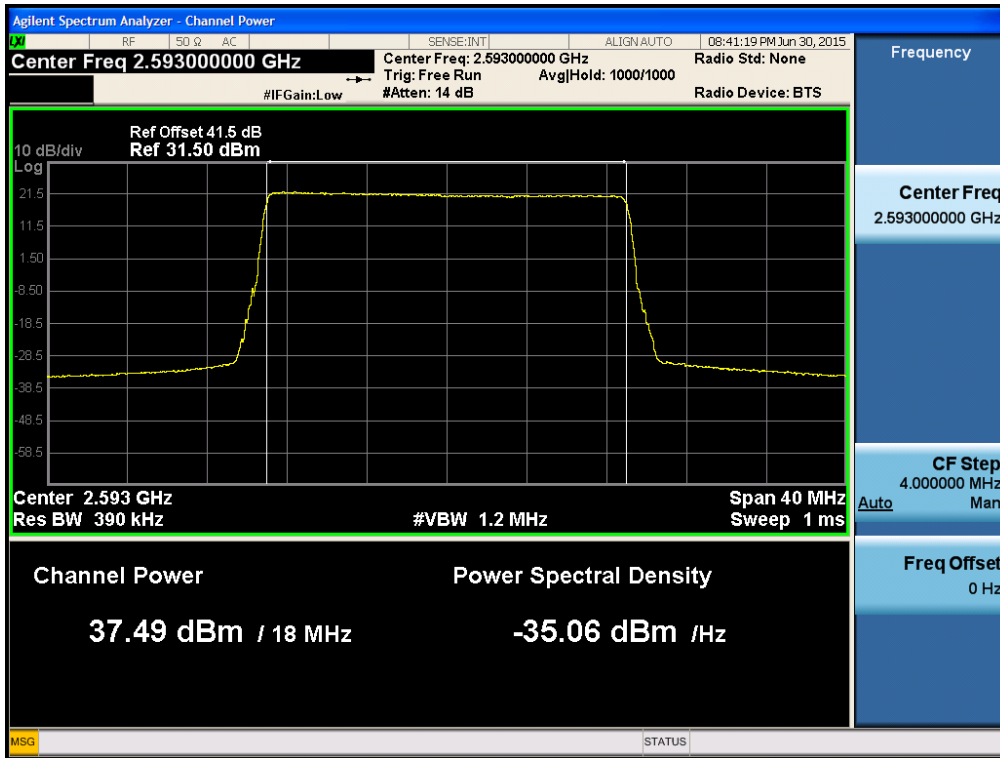 Agilent Spectrum Analyzer - Channel Power
LXI RF 50 Ω AC SENSE:INT ALIGN AUTO 08:41:19 PM Jun 30, 2015
Center Freq 2.593000000 GHz
Center Freq: 2.593000000 GHz Radio Std: None
Trig: Free Run Avg|Hold: 1000/1000
#IFGain:Low #Atten: 14 dB Radio Device: BTS
Ref Offset 41.5 dB
10 dB/div Ref 31.50 dBm
Log
21.5
11.5
1.50
-8.50
-18.5
-28.5
-38.5
-48.5
-58.5
Center 2.593 GHz Span 40 MHz
Res BW 390 kHz #VBW 1.2 MHz Sweep 1 ms
Channel Power Power Spectral Density
37.49 dBm / 18 MHz -35.06 dBm /Hz
Frequency
Center Freq
2.593000000 GHz
CF Step
4.000000 MHz
Auto Man
Freq Offset
0 Hz
MSG STATUS